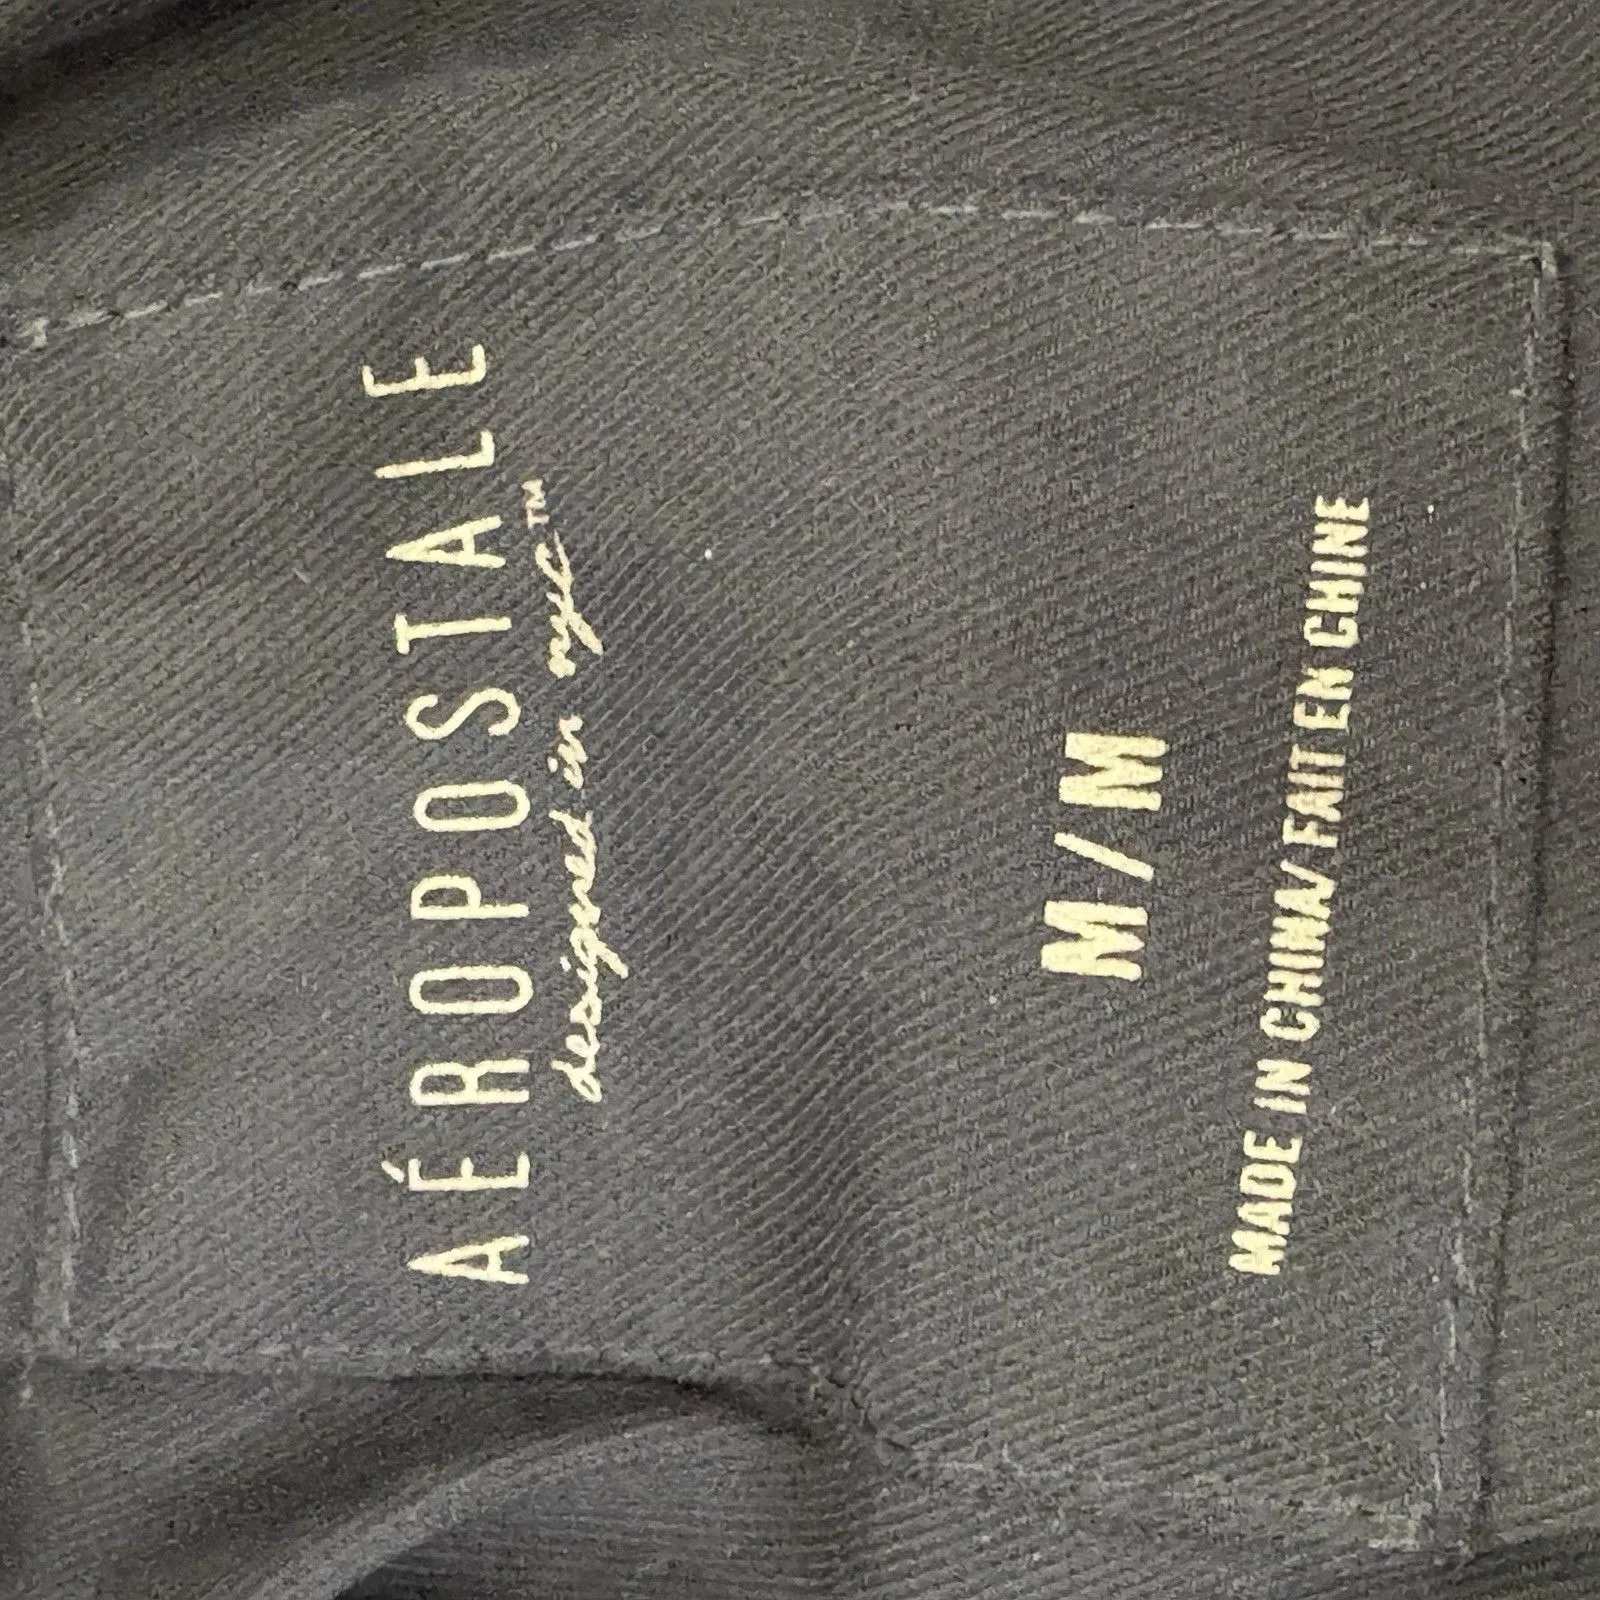 AÉROPOSTALE
designed in nyc™
M/M
MADE IN CHINA/FAIT EN CHINE